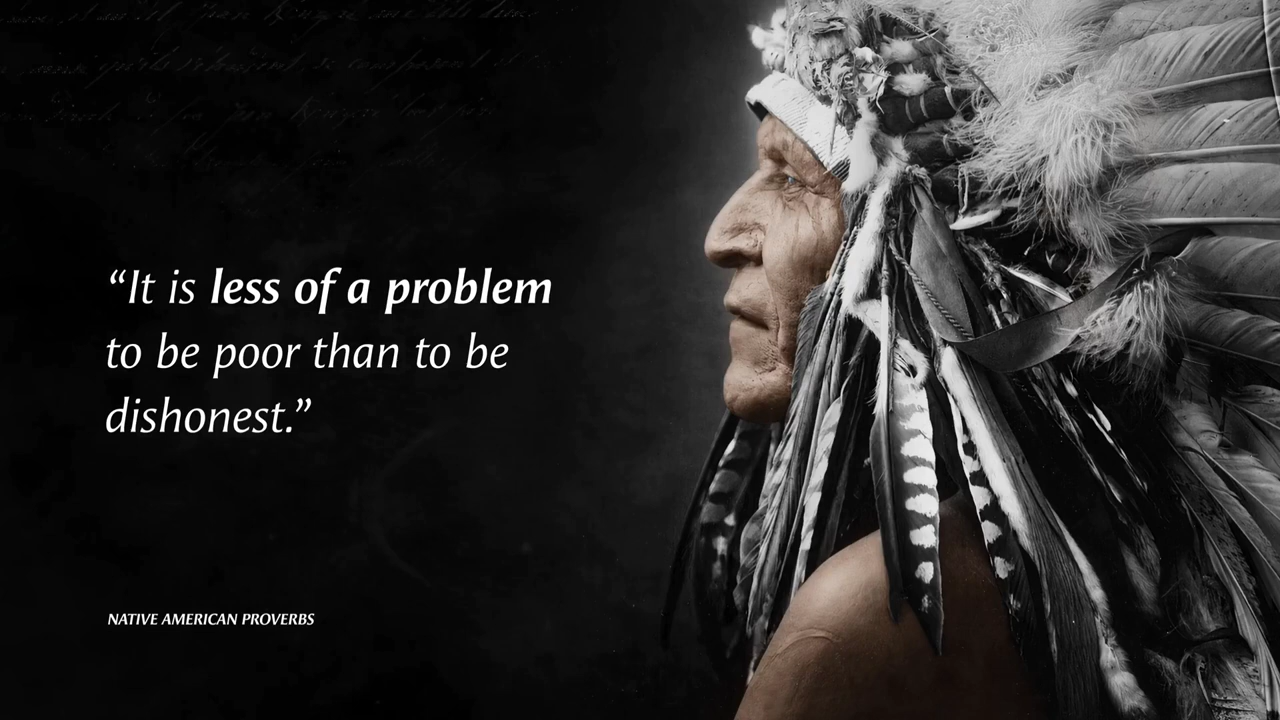 “It is less of a problem
to be poor than to be
dishonest.”
NATIVE AMERICAN PROVERBS